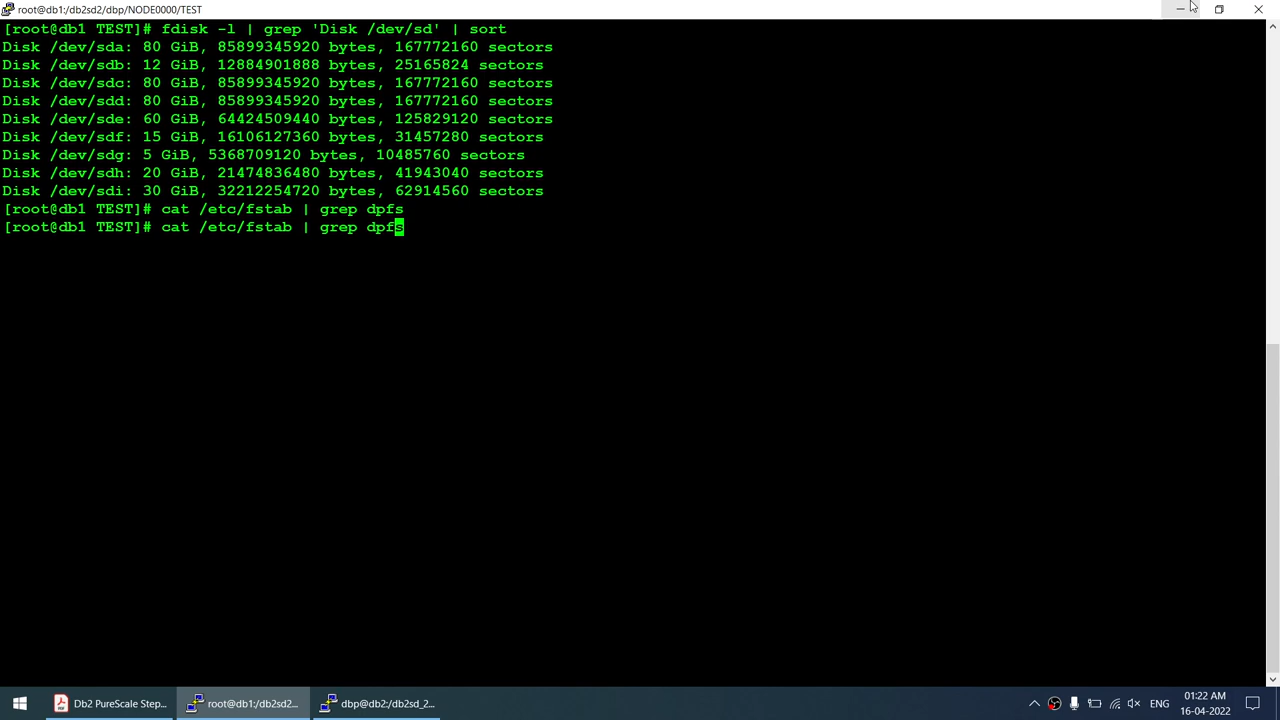 root@db1:/db2sd2/dbp/NODE0000/TEST
[root@db1 TEST]# fdisk -l | grep 'Disk /dev/sd' | sort
Disk /dev/sda: 80 GiB, 85899345920 bytes, 167772160 sectors
Disk /dev/sdb: 12 GiB, 12884901888 bytes, 25165824 sectors
Disk /dev/sdc: 80 GiB, 85899345920 bytes, 167772160 sectors
Disk /dev/sdd: 80 GiB, 85899345920 bytes, 167772160 sectors
Disk /dev/sde: 60 GiB, 64424509440 bytes, 125829120 sectors
Disk /dev/sdf: 15 GiB, 16106127360 bytes, 31457280 sectors
Disk /dev/sdg: 5 GiB, 5368709120 bytes, 10485760 sectors
Disk /dev/sdh: 20 GiB, 21474836480 bytes, 41943040 sectors
Disk /dev/sdi: 30 GiB, 32212254720 bytes, 62914560 sectors
[root@db1 TEST]# cat /etc/fstab | grep dpfs
[root@db1 TEST]# cat /etc/fstab | grep dpfs
Db2 PureScale Step...
root@db1:/db2sd2...
dbp@db2:/db2sd_2...
ENG
01:22 AM
16-04-2022